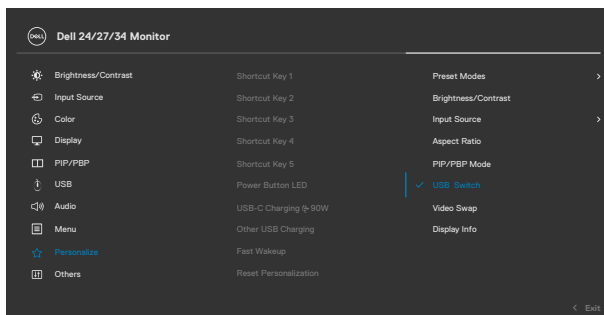 DELL Dell 24/27/34 Monitor
Brightness/Contrast Shortcut Key 1 Preset Modes >
Input Source Shortcut Key 2 Brightness/Contrast
Color Shortcut Key 3 Input Source >
Display Shortcut Key 4 Aspect Ratio
PIP/PBP Shortcut Key 5 PIP/PBP Mode
USB Power Button LED ✓ USB Switch
Audio USB-C Charging 90W Video Swap
Menu Other USB Charging Display Info
Personalize Fast Wakeup
Others Reset Personalization
< Exit